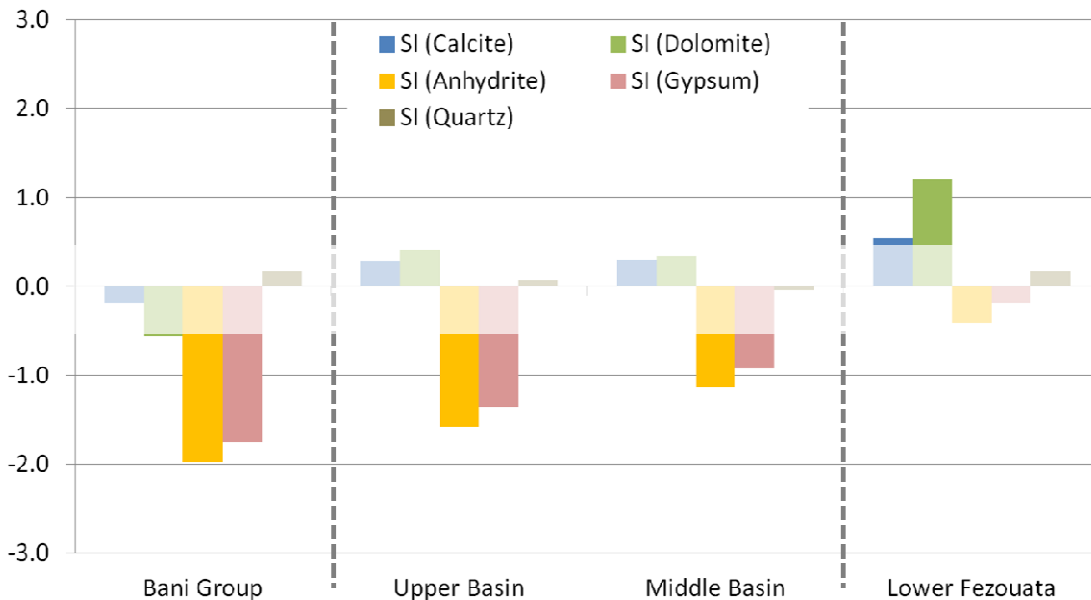 3.0
2.0
1.0
0.0
-1.0
-2.0
-3.0
SI (Calcite) SI (Dolomite)
SI (Anhydrite) SI (Gypsum)
SI (Quartz)
Bani Group Upper Basin Middle Basin Lower Fezouata